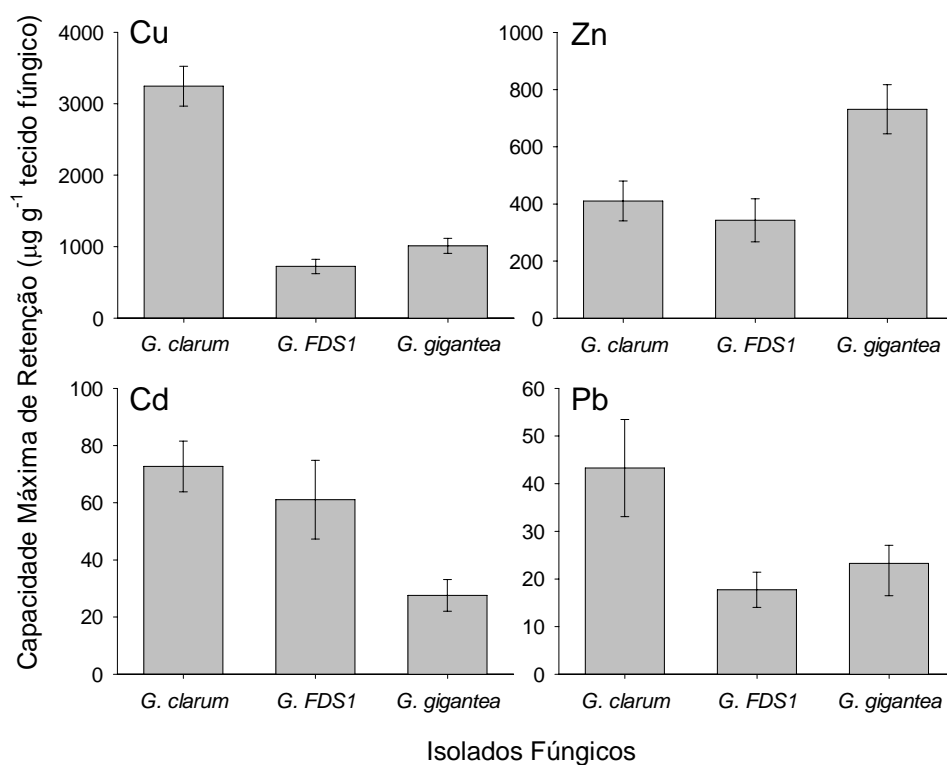 Capacidade Máxima de Retenção (µg g⁻¹ tecido fúngico)
Cu
4000
3000
2000
1000
0
G. clarum G. FDS1 G. gigantea
Zn
1000
800
600
400
200
0
G. clarum G. FDS1 G. gigantea
Cd
100
80
60
40
20
0
G. clarum G. FDS1 G. gigantea
Pb
60
50
40
30
20
10
0
G. clarum G. FDS1 G. gigantea
Isolados Fúngicos